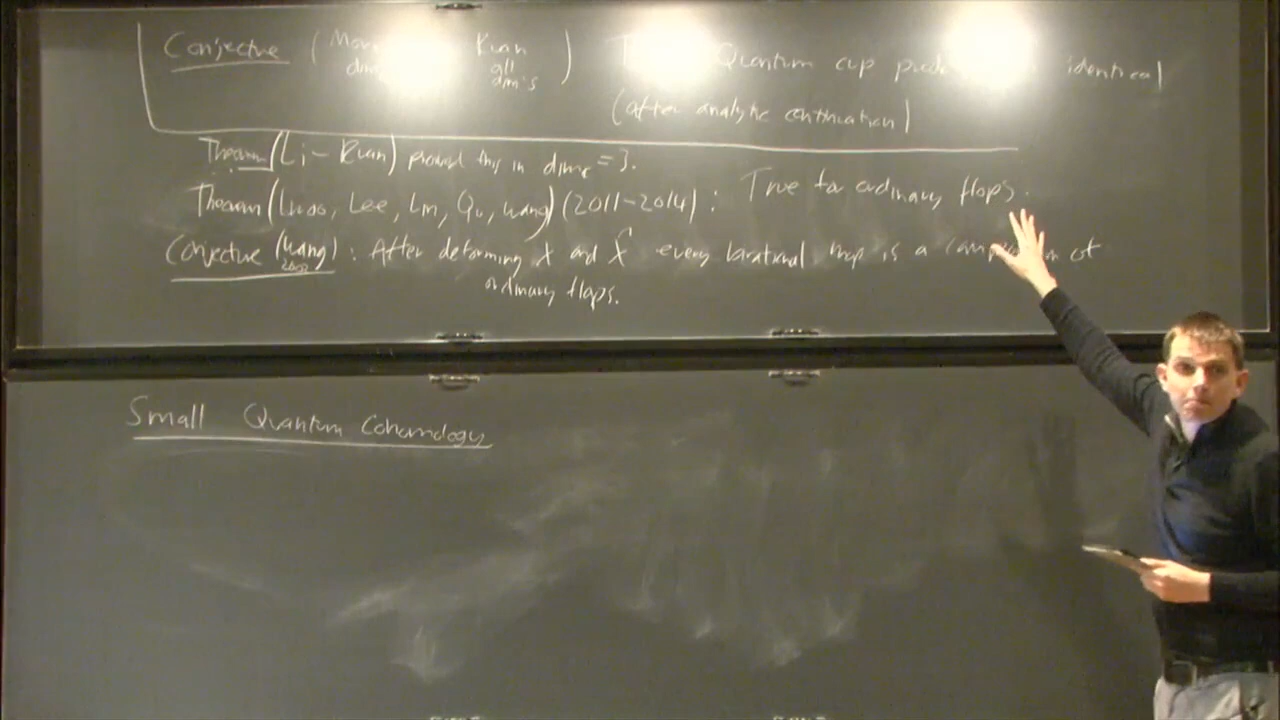 Conjecture ( Ruan ) Quantum cup identical
dim all
dim's
(after analytic continuation)
Theorem (Li - Ruan) proved this in dim_C = 3.
Theorem ( Lee, Lin, Qu, Wang) (2011-2014) : True for ordinary flops.
Conjecture (Wang) : After deforming X and X' every birational map is a of
ordinary flops.
Small Quantum Cohomology